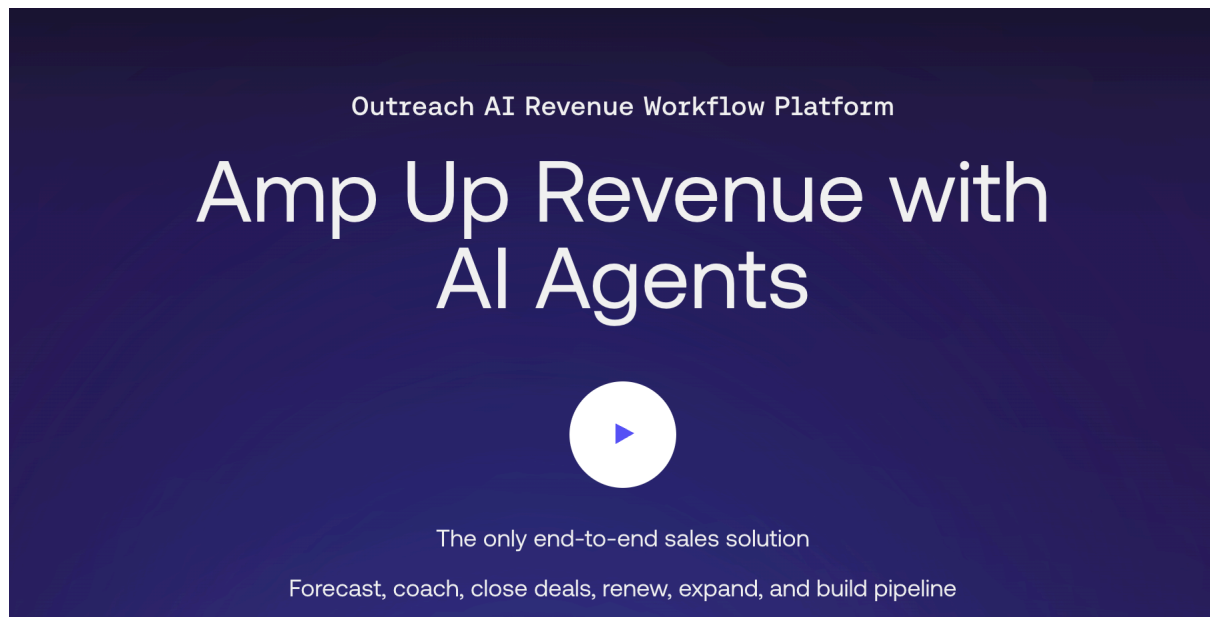 Outreach AI Revenue Workflow Platform
Amp Up Revenue with
AI Agents
The only end-to-end sales solution
Forecast, coach, close deals, renew, expand, and build pipeline